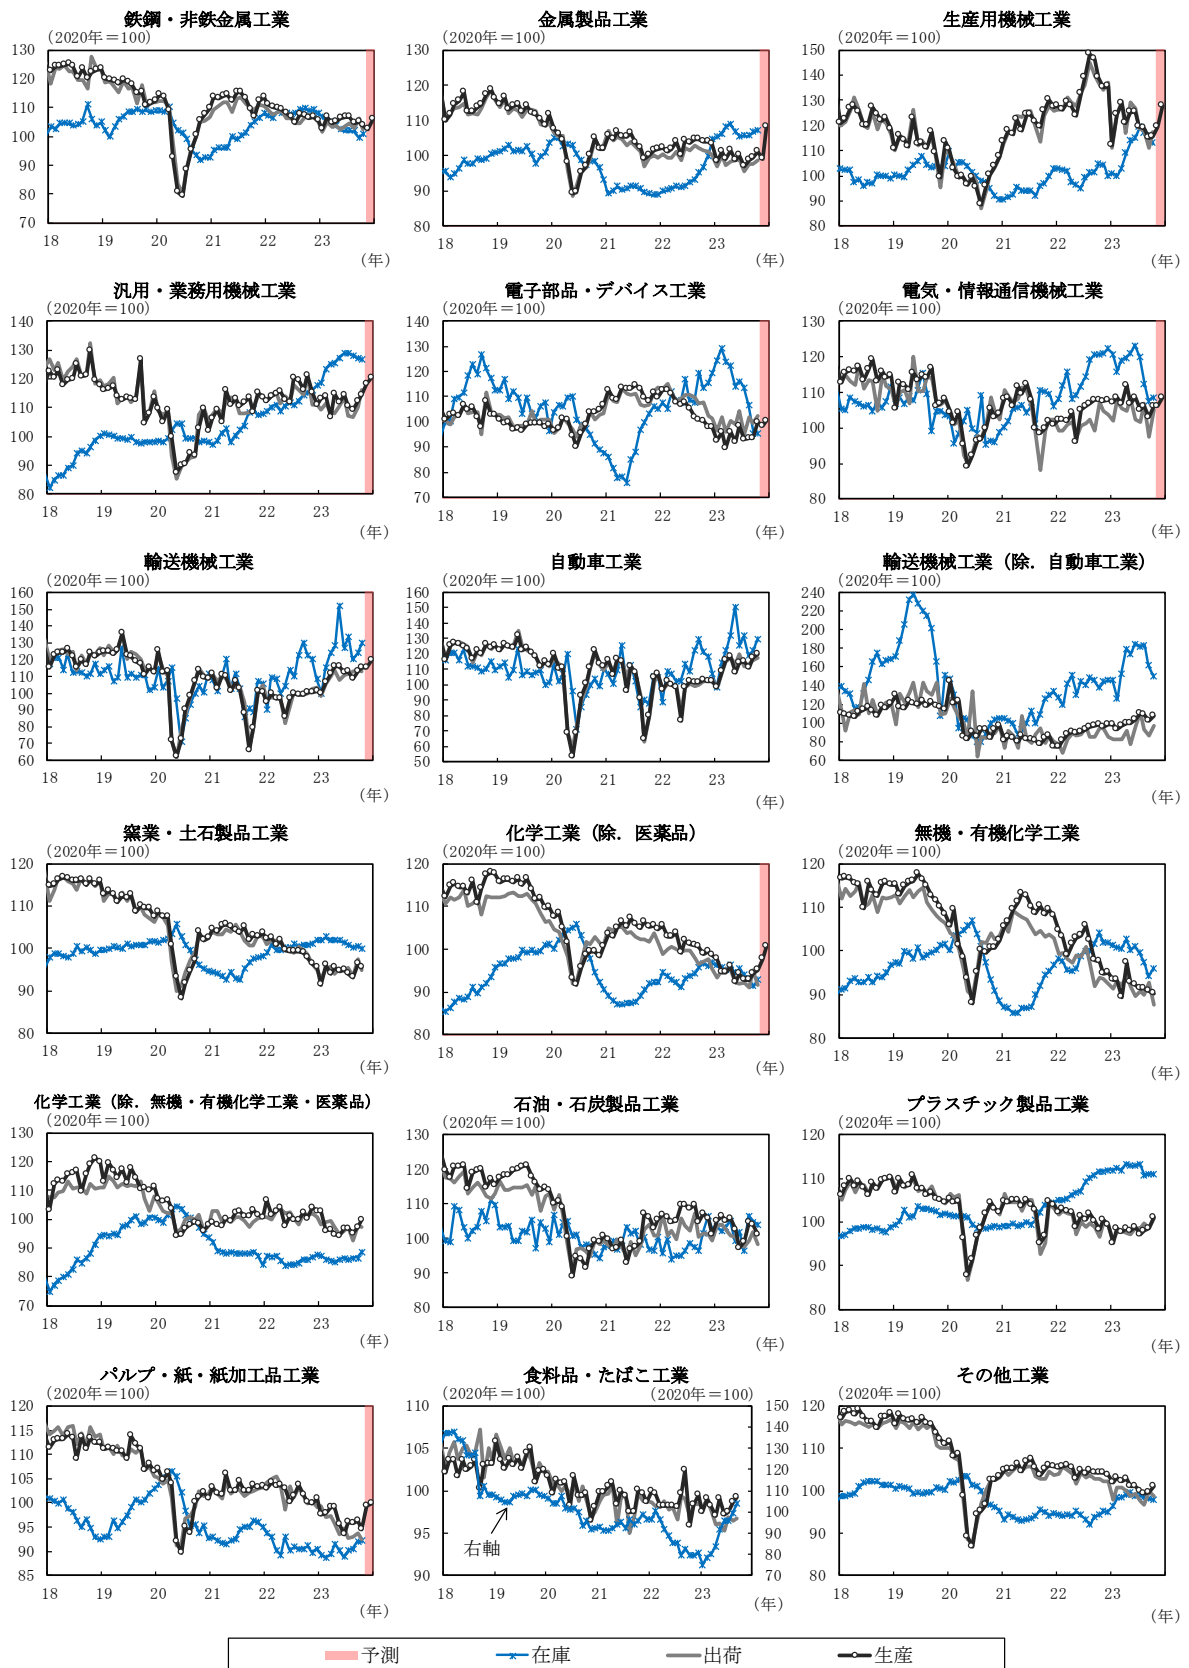 鉄鋼・非鉄金属工業
(2020年＝100)
130
120
110
100
90
80
70
18 19 20 21 22 23
(年)
金属製品工業
(2020年＝100)
130
120
110
100
90
80
18 19 20 21 22 23
(年)
生産用機械工業
(2020年＝100)
150
140
130
120
110
100
90
80
18 19 20 21 22 23
(年)
汎用・業務用機械工業
(2020年＝100)
140
130
120
110
100
90
80
18 19 20 21 22 23
(年)
電子部品・デバイス工業
(2020年＝100)
140
130
120
110
100
90
80
70
18 19 20 21 22 23
(年)
電気・情報通信機械工業
(2020年＝100)
130
120
110
100
90
80
18 19 20 21 22 23
(年)
輸送機械工業
(2020年＝100)
160
150
140
130
120
110
100
90
80
70
60
18 19 20 21 22 23
(年)
自動車工業
(2020年＝100)
160
150
140
130
120
110
100
90
80
70
60
50
18 19 20 21 22 23
(年)
輸送機械工業（除．自動車工業）
(2020年＝100)
240
220
200
180
160
140
120
100
80
60
18 19 20 21 22 23
(年)
窯業・土石製品工業
(2020年＝100)
120
110
100
90
80
18 19 20 21 22 23
(年)
化学工業（除．医薬品）
(2020年＝100)
120
110
100
90
80
18 19 20 21 22 23
(年)
無機・有機化学工業
(2020年＝100)
120
110
100
90
80
18 19 20 21 22 23
(年)
化学工業（除．無機・有機化学工業・医薬品）
(2020年＝100)
130
120
110
100
90
80
70
18 19 20 21 22 23
(年)
石油・石炭製品工業
(2020年＝100)
130
120
110
100
90
80
18 19 20 21 22 23
(年)
プラスチック製品工業
(2020年＝100)
120
110
100
90
80
18 19 20 21 22 23
(年)
パルプ・紙・紙加工品工業
(2020年＝100)
120
115
110
105
100
95
90
85
18 19 20 21 22 23
(年)
食料品・たばこ工業
(2020年＝100) (2020年＝100)
110
105
100
95
90
150
140
130
120
110
100
90
80
70
右軸
18 19 20 21 22 23
(年)
その他工業
(2020年＝100)
120
110
100
90
80
18 19 20 21 22 23
(年)
予測 在庫 出荷 生産